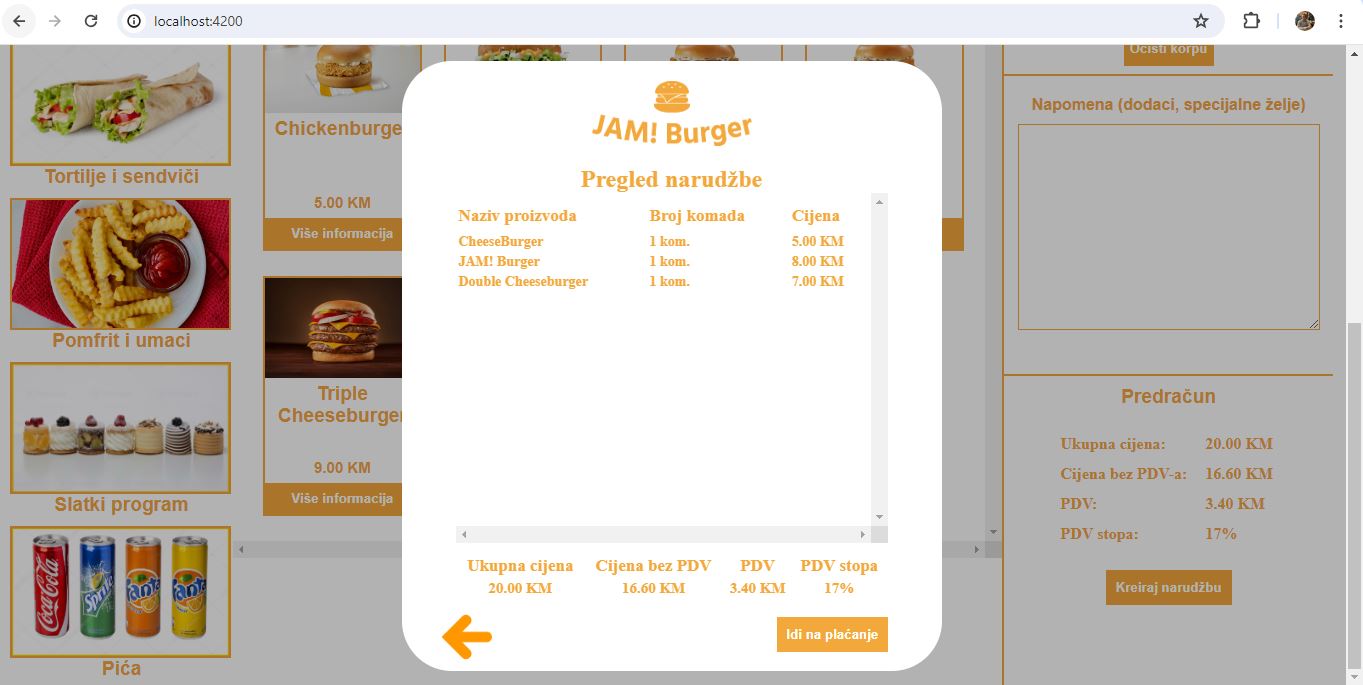 localhost:4200
Očisti korpu
Tortilje i sendviči
Pomfrit i umaci
Slatki program
Pića
Chickenburge
5.00 KM
Više informacija
Triple
Cheeseburger
9.00 KM
Više informacija
JAM! Burger
Pregled narudžbe
Naziv proizvoda Broj komada Cijena
CheeseBurger 1 kom. 5.00 KM
JAM! Burger 1 kom. 8.00 KM
Double Cheeseburger 1 kom. 7.00 KM
Ukupna cijena Cijena bez PDV PDV PDV stopa
20.00 KM 16.60 KM 3.40 KM 17%
Idi na plaćanje
Napomena (dodaci, specijalne želje)
Predračun
Ukupna cijena: 20.00 KM
Cijena bez PDV-a: 16.60 KM
PDV: 3.40 KM
PDV stopa: 17%
Kreiraj narudžbu
Coca-Cola
Sprite
Fanta
Fanta